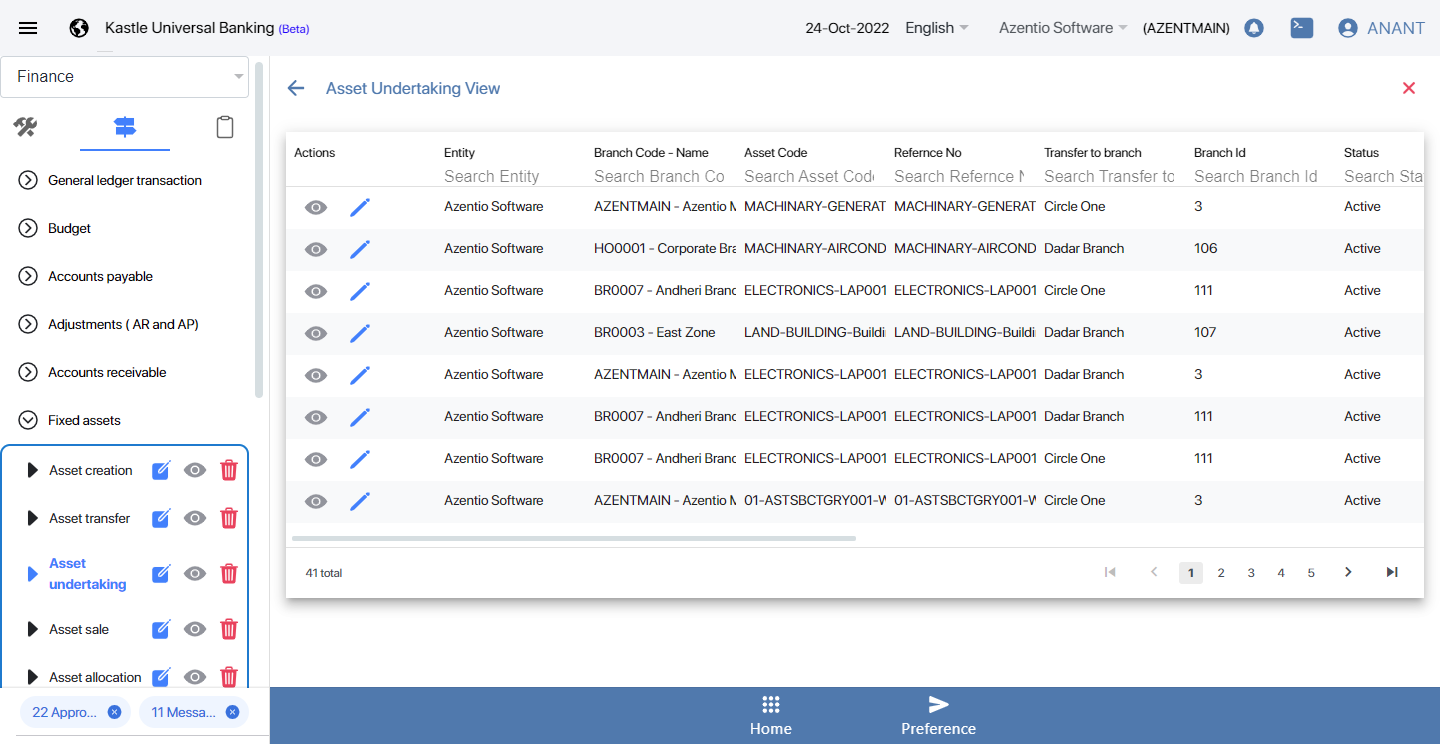 Kastle Universal Banking (Beta)
24-Oct-2022 English Azentio Software (AZENTMAIN) ANANT
Finance
General ledger transaction
Budget
Accounts payable
Adjustments ( AR and AP)
Accounts receivable
Fixed assets
Asset creation
Asset transfer
Asset
undertaking
Asset sale
Asset allocation
22 Appro... 11 Messa...
Asset Undertaking View
Actions Entity Branch Code - Name Asset Code Refernce No Transfer to branch Branch Id Status
Search Entity Search Branch Co Search Asset Code Search Refernce N Search Transfer to Search Branch Id Search Sta
Azentio Software AZENTMAIN - Azentio M MACHINARY-GENERAT MACHINARY-GENERAT Circle One 3 Active
Azentio Software HO0001 - Corporate Bra MACHINARY-AIRCOND MACHINARY-AIRCOND Dadar Branch 106 Active
Azentio Software BR0007 - Andheri Branc ELECTRONICS-LAP001 ELECTRONICS-LAP001 Circle One 111 Active
Azentio Software BR0003 - East Zone LAND-BUILDING-Buildi LAND-BUILDING-Buildi Dadar Branch 107 Active
Azentio Software AZENTMAIN - Azentio M ELECTRONICS-LAP001 ELECTRONICS-LAP001 Dadar Branch 3 Active
Azentio Software BR0007 - Andheri Branc ELECTRONICS-LAP001 ELECTRONICS-LAP001 Dadar Branch 111 Active
Azentio Software BR0007 - Andheri Branc ELECTRONICS-LAP001 ELECTRONICS-LAP001 Circle One 111 Active
Azentio Software AZENTMAIN - Azentio M 01-ASTSBCTGRY001-W 01-ASTSBCTGRY001-W Circle One 3 Active
41 total 1 2 3 4 5
Home Preference